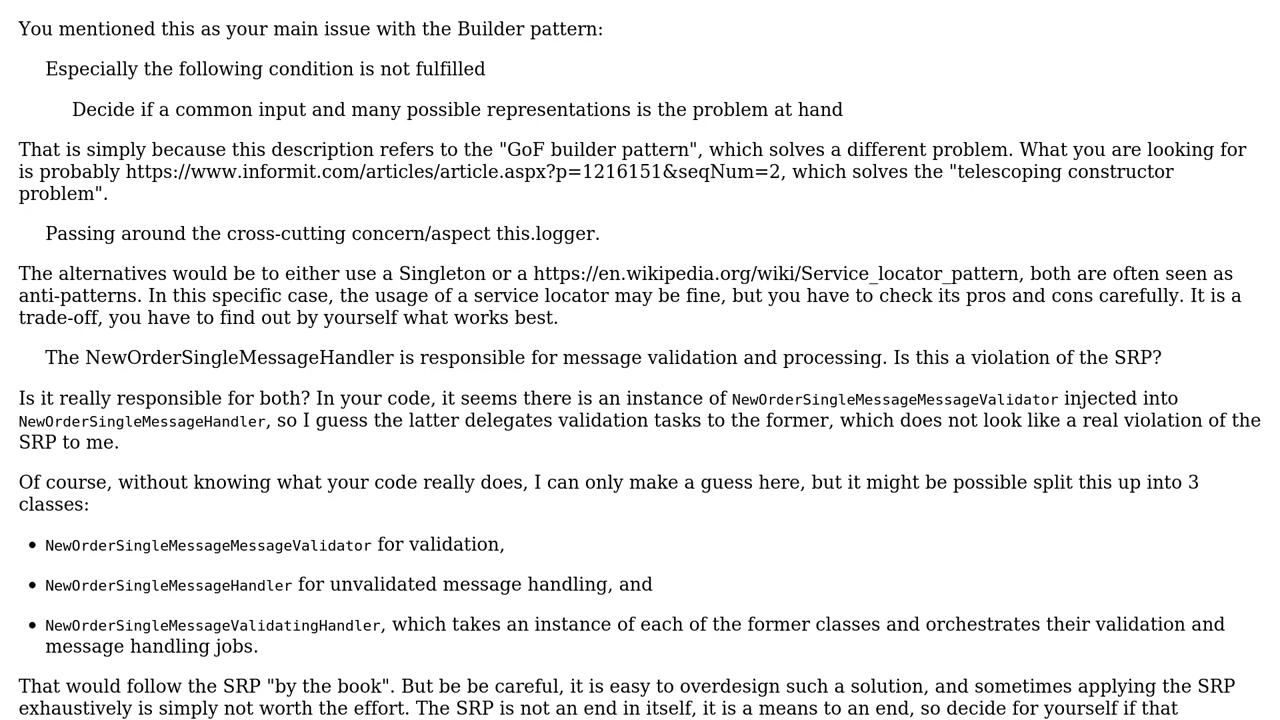 You mentioned this as your main issue with the Builder pattern:
Especially the following condition is not fulfilled
Decide if a common input and many possible representations is the problem at hand
That is simply because this description refers to the "GoF builder pattern", which solves a different problem. What you are looking for
is probably https://www.informit.com/articles/article.aspx?p=1216151&seqNum=2, which solves the "telescoping constructor
problem".
Passing around the cross-cutting concern/aspect this.logger.
The alternatives would be to either use a Singleton or a https://en.wikipedia.org/wiki/Service_locator_pattern, both are often seen as
anti-patterns. In this specific case, the usage of a service locator may be fine, but you have to check its pros and cons carefully. It is a
trade-off, you have to find out by yourself what works best.
The NewOrderSingleMessageHandler is responsible for message validation and processing. Is this a violation of the SRP?
Is it really responsible for both? In your code, it seems there is an instance of NewOrderSingleMessageMessageValidator injected into
NewOrderSingleMessageHandler, so I guess the latter delegates validation tasks to the former, which does not look like a real violation of the
SRP to me.
Of course, without knowing what your code really does, I can only make a guess here, but it might be possible split this up into 3
classes:
• NewOrderSingleMessageMessageValidator for validation,
• NewOrderSingleMessageHandler for unvalidated message handling, and
• NewOrderSingleMessageValidatingHandler, which takes an instance of each of the former classes and orchestrates their validation and
message handling jobs.
That would follow the SRP "by the book". But be be careful, it is easy to overdesign such a solution, and sometimes applying the SRP
exhaustively is simply not worth the effort. The SRP is not an end in itself, it is a means to an end, so decide for yourself if that